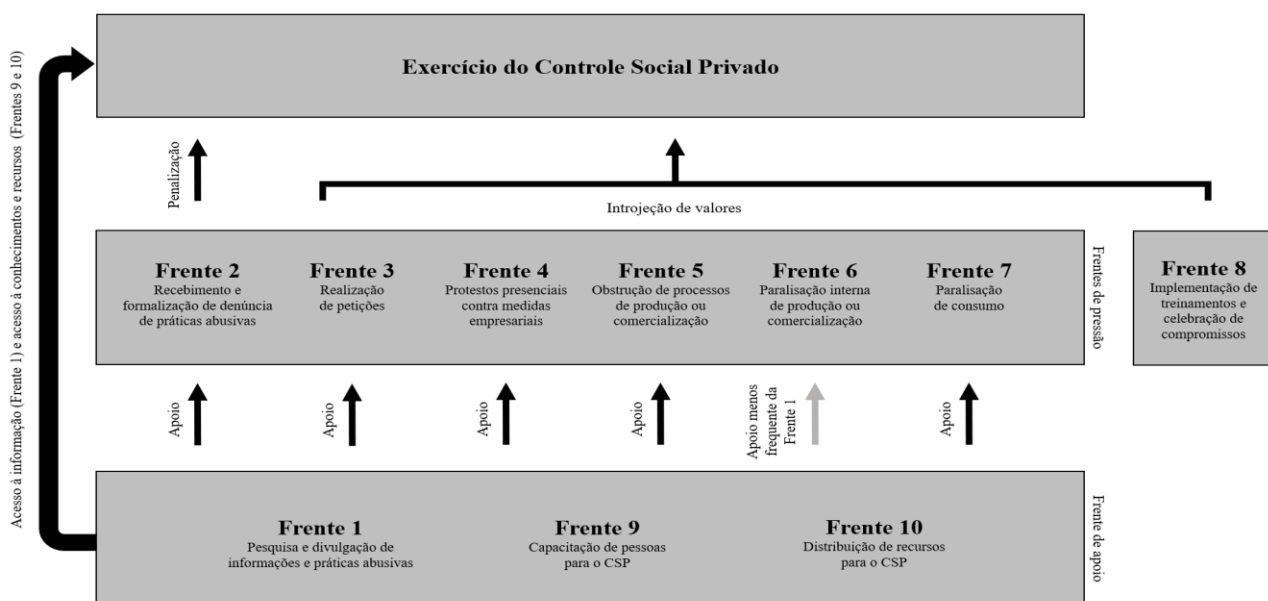 Acesso à informação (Frente 1) e acesso à conhecimentos e recursos (Frentes 9 e 10)
Exercício do Controle Social Privado
Penalização
Introjeção de valores
Frente 2
Recebimento e
formalização de denúncia
de práticas abusivas
Frente 3
Realização
de petições
Frente 4
Protestos presenciais
contra medidas
empresariais
Frente 5
Obstrução de processos
de produção ou
comercialização
Frente 6
Paralisação interna
de produção ou
comercialização
Frente 7
Paralisação
de consumo
Frentes de pressão
Frente 8
Implementação de
treinamentos e
celebração de
compromissos
Apoio
Apoio
Apoio
Apoio
Apoio menos
frequente da
Frente 1
Apoio
Frente 1
Pesquisa e divulgação de
informações e práticas abusivas
Frente 9
Capacitação de pessoas
para o CSP
Frente 10
Distribuição de recursos
para o CSP
Frente de apoio